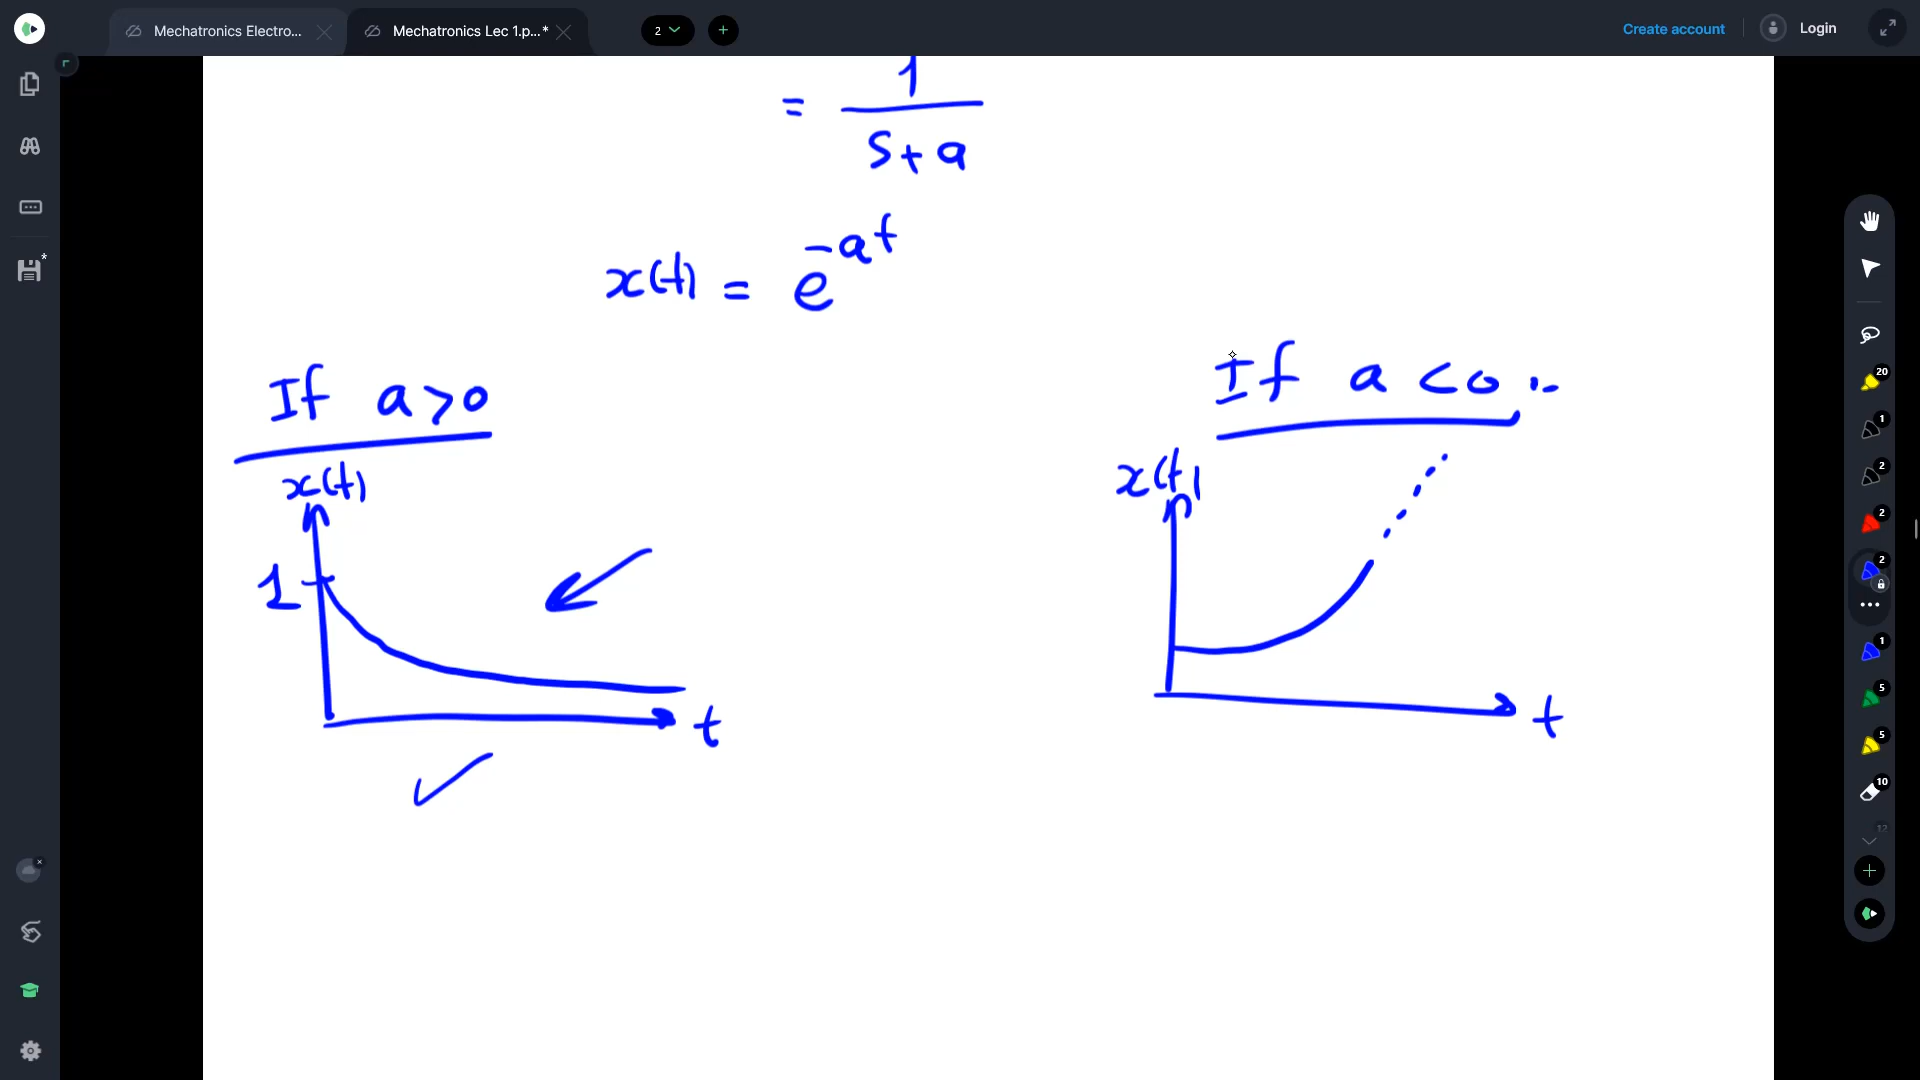 Mechatronics Electro... Mechatronics Lec 1.p...* 2 Create account Login
= 1
s+a
x(t) = e^-at
If a>0
If a<0 :-
x(t)
x(t)
1
t
t
20
1
2
2
2
1
5
5
10
12